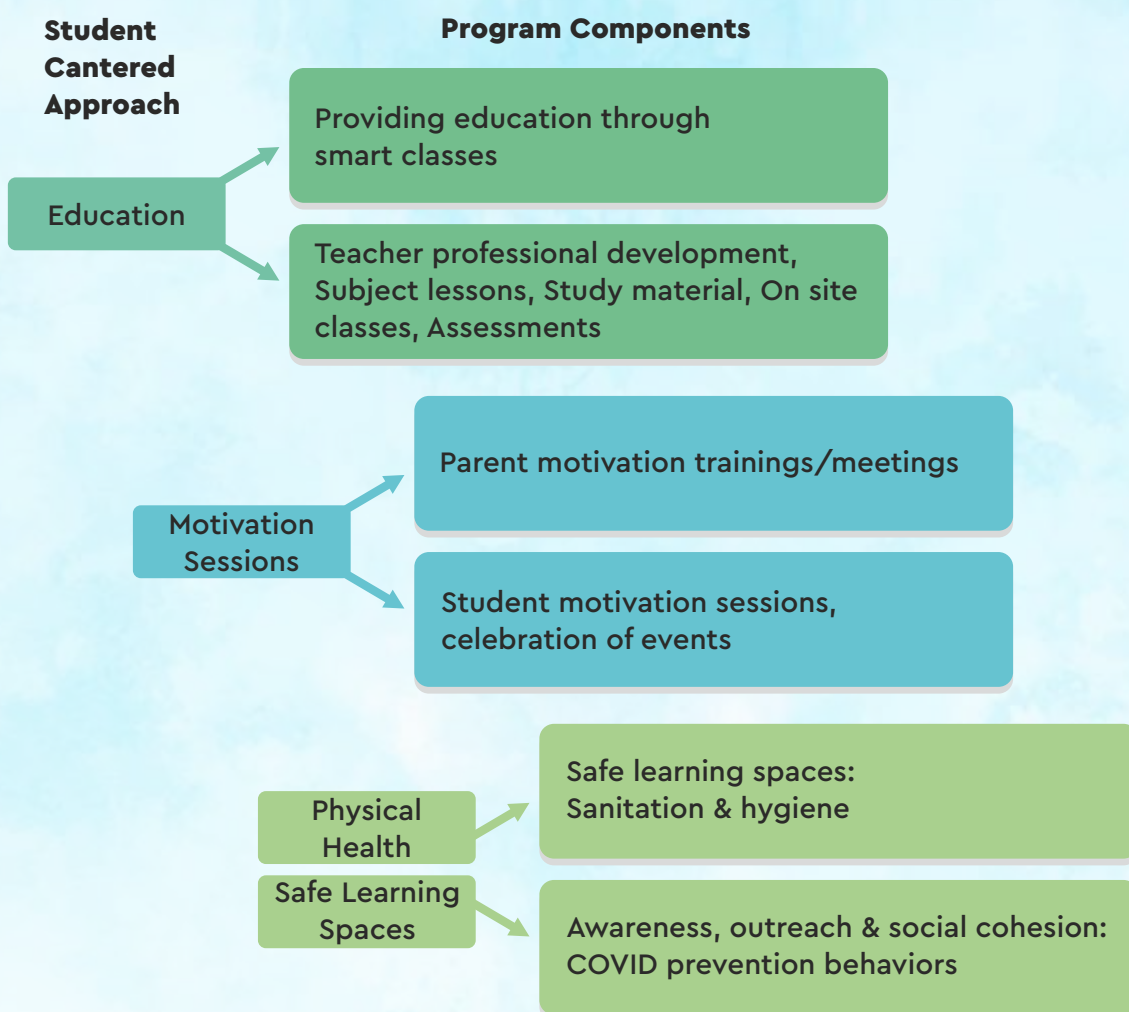 Student
Cantered
Approach
Program Components
Education
Providing education through
smart classes
Teacher professional development,
Subject lessons, Study material, On site
classes, Assessments
Motivation
Sessions
Parent motivation trainings/meetings
Student motivation sessions,
celebration of events
Physical
Health
Safe learning spaces:
Sanitation & hygiene
Safe Learning
Spaces
Awareness, outreach & social cohesion:
COVID prevention behaviors